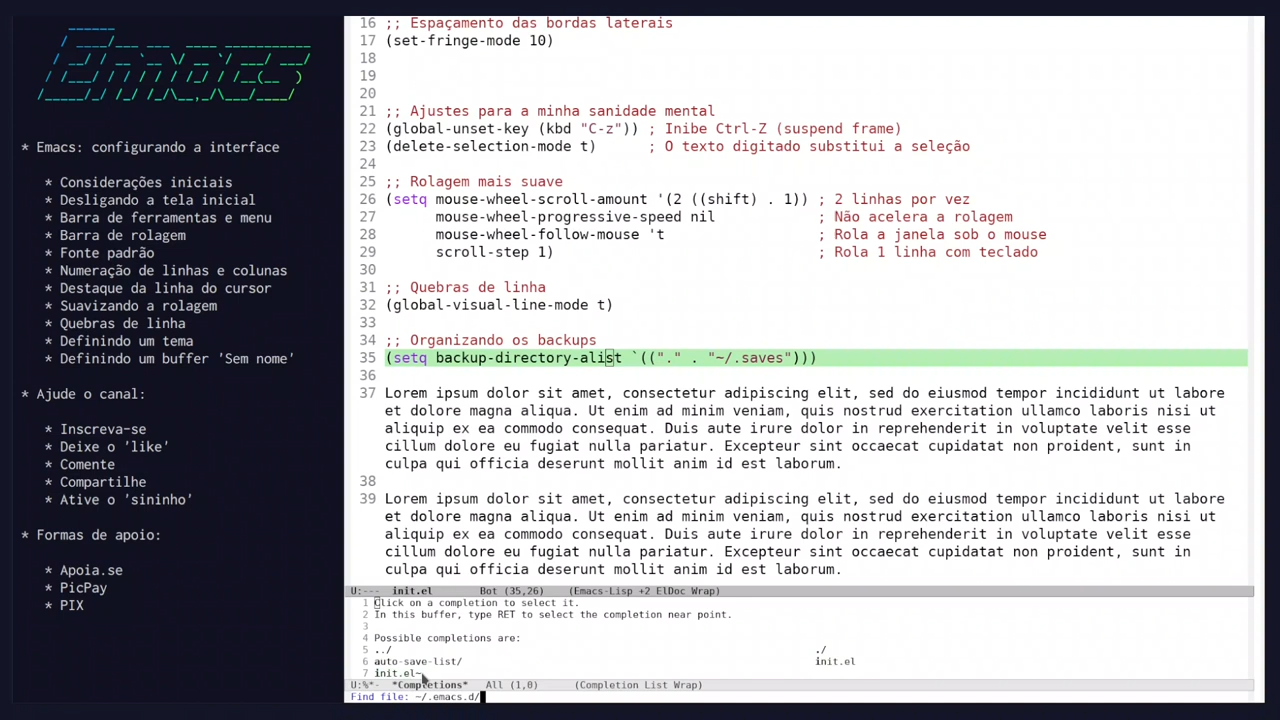 * Emacs: configurando a interface
* Considerações iniciais
* Desligando a tela inicial
* Barra de ferramentas e menu
* Barra de rolagem
* Fonte padrão
* Numeração de linhas e colunas
* Destaque da linha do cursor
* Suavizando a rolagem
* Quebras de linha
* Definindo um tema
* Definindo um buffer 'Sem nome'
* Ajude o canal:
* Inscreva-se
* Deixe o 'like'
* Comente
* Compartilhe
* Ative o 'sininho'
* Formas de apoio:
* Apoia.se
* PicPay
* PIX
16 ;; Espaçamento das bordas laterais
17 (set-fringe-mode 10)
18
19
20
21 ;; Ajustes para a minha sanidade mental
22 (global-unset-key (kbd "C-z")) ; Inibe Ctrl-Z (suspend frame)
23 (delete-selection-mode t) ; O texto digitado substitui a seleção
24
25 ;; Rolagem mais suave
26 (setq mouse-wheel-scroll-amount '(2 ((shift) . 1)) ; 2 linhas por vez
27 mouse-wheel-progressive-speed nil ; Não acelera a rolagem
28 mouse-wheel-follow-mouse 't ; Rola a janela sob o mouse
29 scroll-step 1) ; Rola 1 linha com teclado
30
31 ;; Quebras de linha
32 (global-visual-line-mode t)
33
34 ;; Organizando os backups
35 (setq backup-directory-alist `(("." . "~/.saves")))
36
37 Lorem ipsum dolor sit amet, consectetur adipiscing elit, sed do eiusmod tempor incididunt ut labore
et dolore magna aliqua. Ut enim ad minim veniam, quis nostrud exercitation ullamco laboris nisi ut
aliquip ex ea commodo consequat. Duis aute irure dolor in reprehenderit in voluptate velit esse
cillum dolore eu fugiat nulla pariatur. Excepteur sint occaecat cupidatat non proident, sunt in
culpa qui officia deserunt mollit anim id est laborum.
38
39 Lorem ipsum dolor sit amet, consectetur adipiscing elit, sed do eiusmod tempor incididunt ut labore
et dolore magna aliqua. Ut enim ad minim veniam, quis nostrud exercitation ullamco laboris nisi ut
aliquip ex ea commodo consequat. Duis aute irure dolor in reprehenderit in voluptate velit esse
cillum dolore eu fugiat nulla pariatur. Excepteur sint occaecat cupidatat non proident, sunt in
culpa qui officia deserunt mollit anim id est laborum.
U:--- init.el Bot (35,26) (Emacs-Lisp +2 ElDoc Wrap)
1 Click on a completion to select it.
2 In this buffer, type RET to select the completion near point.
3
4 Possible completions are:
5 ../ ./
6 auto-save-list/ init.el
7 init.el~
U:%*- *Completions* All (1,0) (Completion List Wrap)
Find file: ~/.emacs.d/